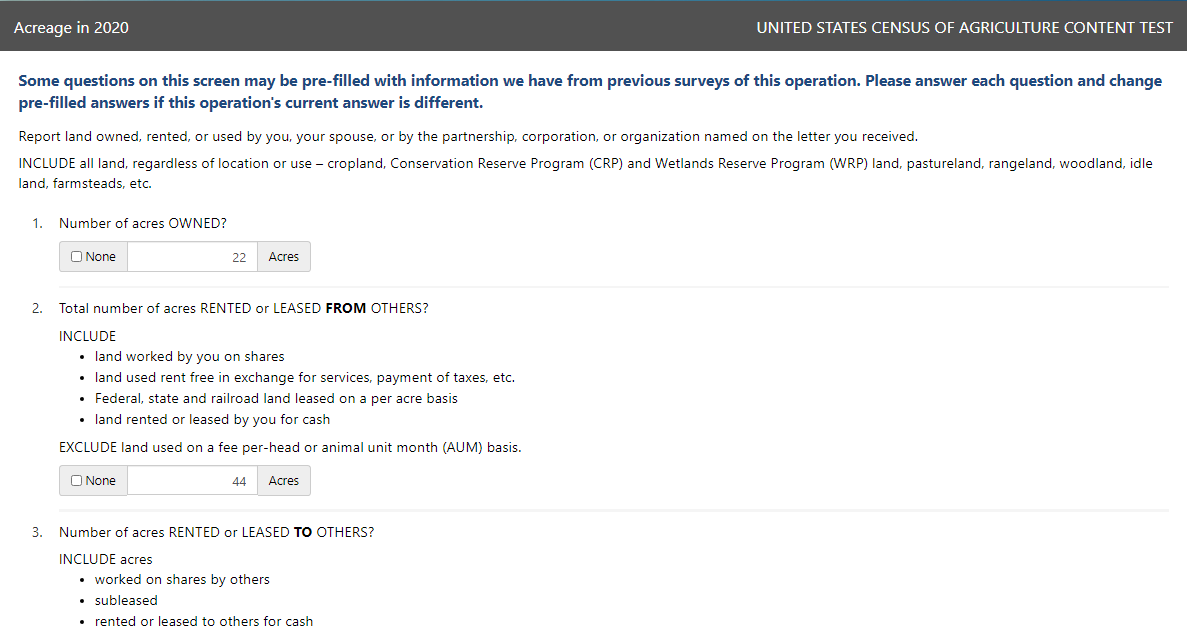 Acreage in 2020
UNITED STATES CENSUS OF AGRICULTURE CONTENT TEST
Some questions on this screen may be pre-filled with information we have from previous surveys of this operation. Please answer each question and change
pre-filled answers if this operation's current answer is different.
Report land owned, rented, or used by you, your spouse, or by the partnership, corporation, or organization named on the letter you received.
INCLUDE all land, regardless of location or use – cropland, Conservation Reserve Program (CRP) and Wetlands Reserve Program (WRP) land, pastureland, rangeland, woodland, idle
land, farmsteads, etc.
1. Number of acres OWNED?
None 22 Acres
2. Total number of acres RENTED or LEASED FROM OTHERS?
INCLUDE
• land worked by you on shares
• land used rent free in exchange for services, payment of taxes, etc.
• Federal, state and railroad land leased on a per acre basis
• land rented or leased by you for cash
EXCLUDE land used on a fee per-head or animal unit month (AUM) basis.
None 44 Acres
3. Number of acres RENTED or LEASED TO OTHERS?
INCLUDE acres
• worked on shares by others
• subleased
• rented or leased to others for cash